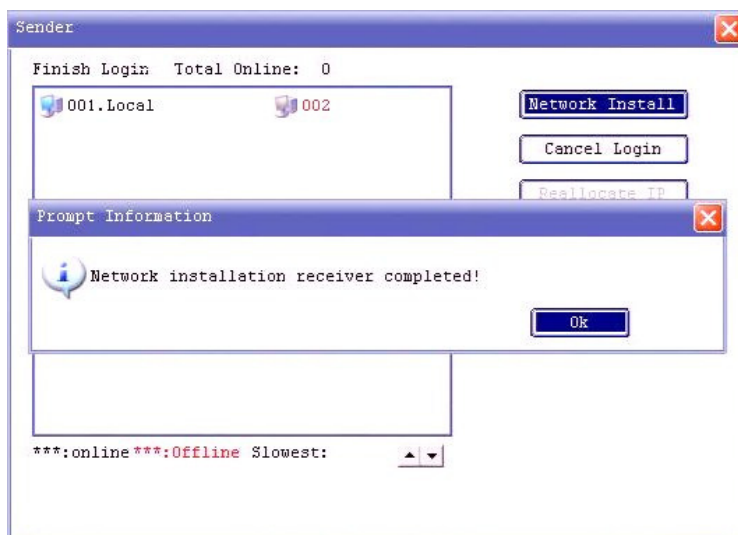 Sender
Finish Login Total Online: 0
001.Local 002
Network Install
Cancel Login
Reallocate IP
Prompt Information
Network installation receiver completed!
Ok
***:online ***:Offline Slowest: